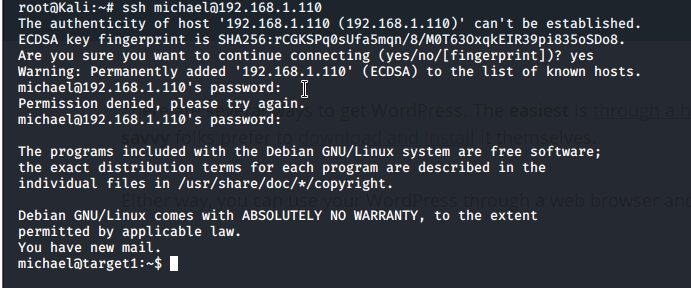 root@Kali:~# ssh michael@192.168.1.110
The authenticity of host '192.168.1.110 (192.168.1.110)' can't be established.
ECDSA key fingerprint is SHA256:rCGKSPq0sUfa5mqn/8/M0T63OxqkEIR39pi835oSDo8.
Are you sure you want to continue connecting (yes/no/[fingerprint])? yes
Warning: Permanently added '192.168.1.110' (ECDSA) to the list of known hosts.
michael@192.168.1.110's password:
Permission denied, please try again.
ways to get WordPress. The easiest is through a
michael@192.168.1.110's password:
savvy folks prefer to download and install it themselves.
The programs included with the Debian GNU/Linux system are free software;
the exact distribution terms for each program are described in the
individual files in /usr/share/doc/*/copyright.
Either way, you can use your WordPress through a web browser and
Debian GNU/Linux comes with ABSOLUTELY NO WARRANTY, to the extent
permitted by applicable law.
You have new mail.
michael@target1:~$